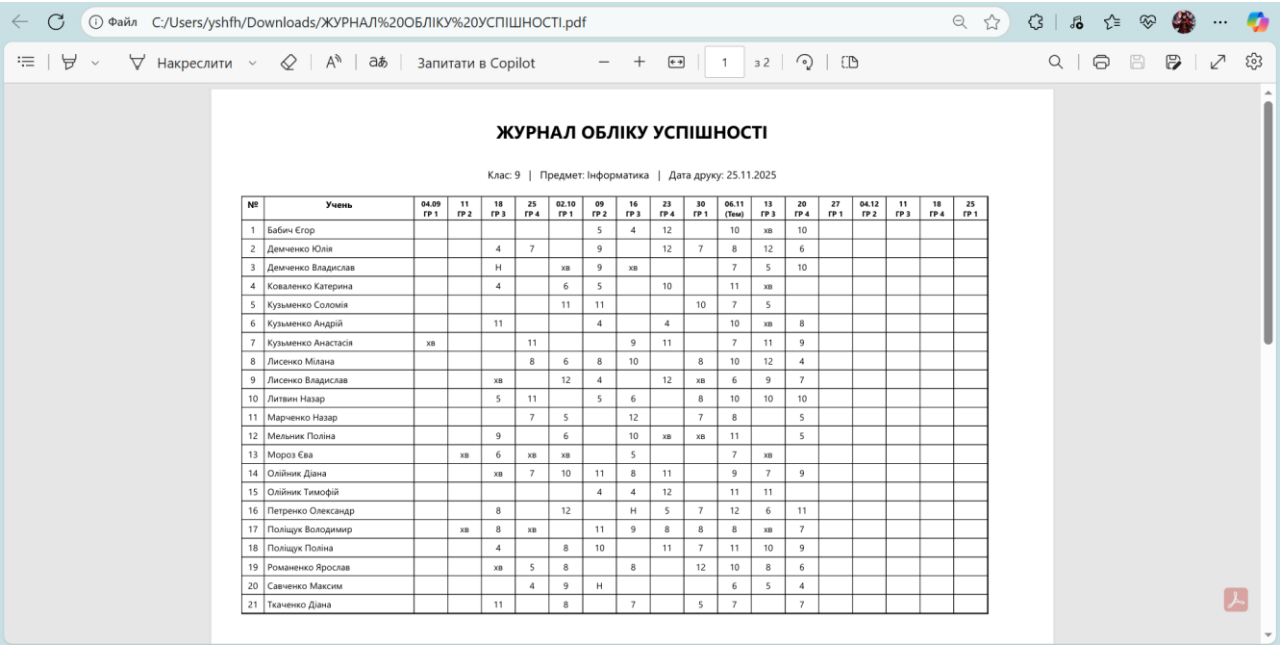 Файл C:/Users/yshfh/Downloads/ЖУРНАЛ%20ОБЛІКУ%20УСПІШНОСТІ.pdf
Накреслити A аあ Запитати в Copilot 1 з 2
ЖУРНАЛ ОБЛІКУ УСПІШНОСТІ
Клас: 9 | Предмет: Інформатика | Дата друку: 25.11.2025
№ Учень 04.09 ГР 1 11 ГР 2 18 ГР 3 25 ГР 4 02.10 ГР 1 09 ГР 2 16 ГР 3 23 ГР 4 30 ГР 1 06.11 (Тем) 13 ГР 3 20 ГР 4 27 ГР 1 04.12 ГР 2 11 ГР 3 18 ГР 4 25 ГР 1
1 Бабич Єгор 5 4 12 10 хв 10
2 Демченко Юлія 4 7 9 12 7 8 12 6
3 Демченко Владислав Н хв 9 хв 7 5 10
4 Коваленко Катерина 4 6 5 10 11 хв
5 Кузьменко Соломія 11 11 10 7 5
6 Кузьменко Андрій 11 4 4 10 хв 8
7 Кузьменко Анастасія хв 11 9 11 7 11 9
8 Лисенко Мілана 8 6 8 10 8 10 12 4
9 Лисенко Владислав хв 12 4 12 хв 6 9 7
10 Литвин Назар 5 11 5 6 8 10 10 10
11 Марченко Назар 7 5 12 7 8 5
12 Мельник Поліна 9 6 10 хв хв 11 5
13 Мороз Єва хв 6 хв хв 5 7 хв
14 Олійник Діана хв 7 10 11 8 11 9 7 9
15 Олійник Тимофій 4 4 12 11 11
16 Петренко Олександр 8 12 Н 5 7 12 6 11
17 Поліщук Володимир хв 8 хв 11 9 8 8 8 хв 7
18 Поліщук Поліна 4 8 10 11 7 11 10 9
19 Романенко Ярослав хв 5 8 8 12 10 8 6
20 Савченко Максим 4 9 Н 6 5 4
21 Ткаченко Діана 11 8 7 5 7 7